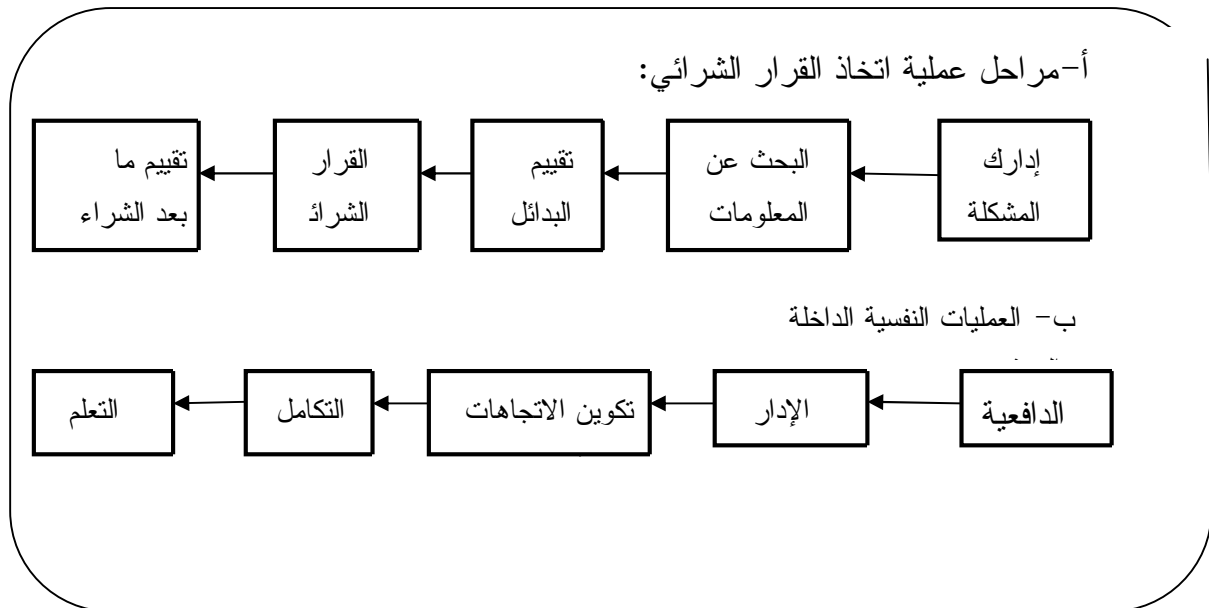 أ-مراحل عملية اتخاذ القرار الشرائي:
إدارك
المشكلة
البحث عن
المعلومات
تقييم
البدائل
القرار
الشرائ
تقييم ما
بعد الشراء
ب- العمليات النفسية الداخلة
الدافعية
الإدار
تكوين الاتجاهات
التكامل
التعلم